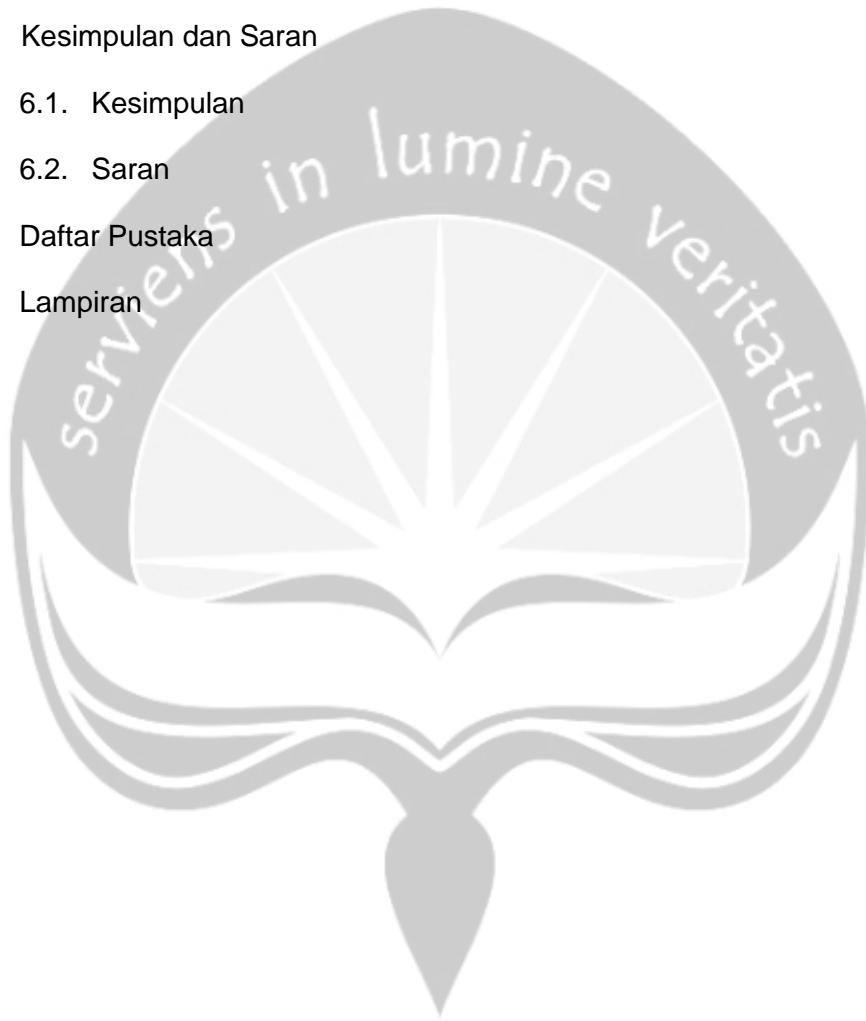 Kesimpulan dan Saran
6.1. Kesimpulan
6.2. Saran
Daftar Pustaka
Lampiran
serviens in lumine veritatis